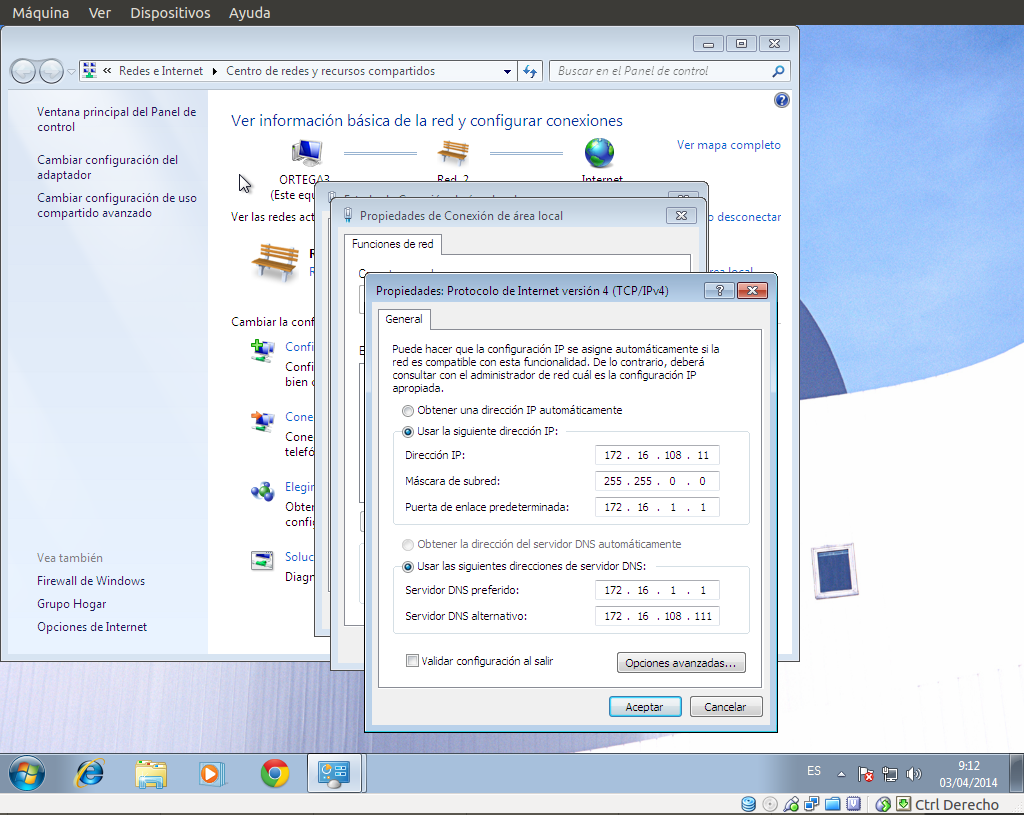 Máquina Ver Dispositivos Ayuda
« Redes e Internet Centro de redes y recursos compartidos
Buscar en el Panel de control
Ventana principal del Panel de
control
Cambiar configuración del
adaptador
Cambiar configuración de uso
compartido avanzado
Ver información básica de la red y configurar conexiones
Ver mapa completo
ORTEGA3
(Este equ
Red 2
Internet
Ver las redes act
o desconectar
Cambiar la conf
Confi
Confi
bien c
Cone
Cone
teléfo
Elegir
Obter
config
Soluc
Diagn
Vea también
Firewall de Windows
Grupo Hogar
Opciones de Internet
Propiedades de Conexión de área local
Funciones de red
Propiedades: Protocolo de Internet versión 4 (TCP/IPv4)
General
Puede hacer que la configuración IP se asigne automáticamente si la
red es compatible con esta funcionalidad. De lo contrario, deberá
consultar con el administrador de red cuál es la configuración IP
apropiada.
Obtener una dirección IP automáticamente
Usar la siguiente dirección IP:
Dirección IP: 172 . 16 . 108 . 11
Máscara de subred: 255 . 255 . 0 . 0
Puerta de enlace predeterminada: 172 . 16 . 1 . 1
Obtener la dirección del servidor DNS automáticamente
Usar las siguientes direcciones de servidor DNS:
Servidor DNS preferido: 172 . 16 . 1 . 1
Servidor DNS alternativo: 172 . 16 . 108 . 111
Validar configuración al salir
Opciones avanzadas...
Aceptar Cancelar
ES
9:12
03/04/2014
Ctrl Derecho